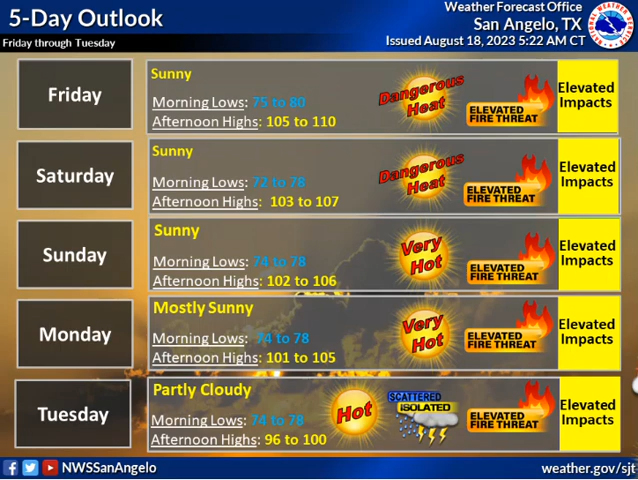 5-Day Outlook
Weather Forecast Office
San Angelo, TX
Friday through Tuesday
Issued August 18, 2023 5:22 AM CT
Friday
Sunny
Morning Lows: 75 to 80
Afternoon Highs: 105 to 110
Dangerous
Heat
ELEVATED
FIRE THREAT
Elevated
Impacts
Saturday
Sunny
Morning Lows: 72 to 78
Afternoon Highs: 103 to 107
Dangerous
Heat
ELEVATED
FIRE THREAT
Elevated
Impacts
Sunday
Sunny
Morning Lows: 74 to 78
Afternoon Highs: 102 to 106
Very
Hot
ELEVATED
FIRE THREAT
Elevated
Impacts
Monday
Mostly Sunny
Morning Lows: 74 to 78
Afternoon Highs: 101 to 105
Very
Hot
ELEVATED
FIRE THREAT
Elevated
Impacts
Tuesday
Partly Cloudy
Morning Lows: 74 to 78
Afternoon Highs: 96 to 100
Hot
SCATTERED
ISOLATED
ELEVATED
FIRE THREAT
Elevated
Impacts
NWSSanAngelo
weather.gov/sjt